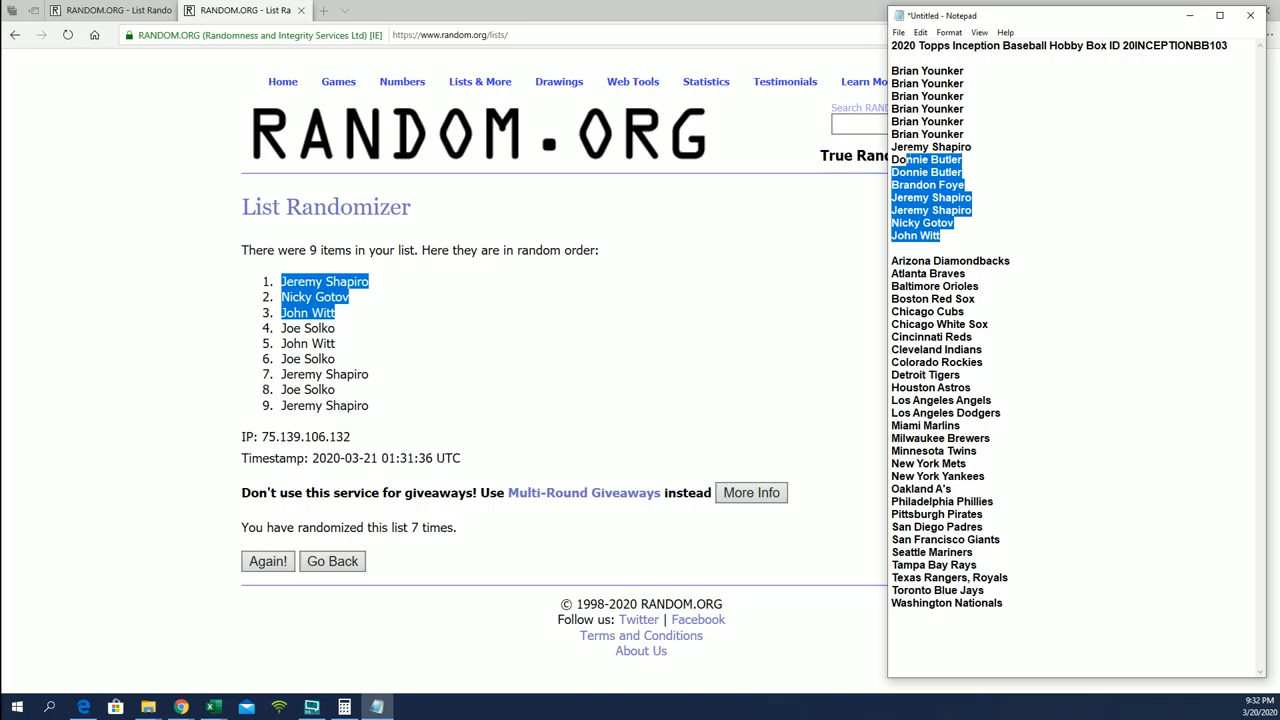 RANDOM.ORG - List Rando
RANDOM.ORG - List Ra
RANDOM.ORG (Randomness and Integrity Services Ltd) [IE]
https://www.random.org/lists/
Home Games Numbers Lists & More Drawings Web Tools Statistics Testimonials Learn Mo
Search RAND
RANDOM.ORG
True Ran
List Randomizer
There were 9 items in your list. Here they are in random order:
1. Jeremy Shapiro
2. Nicky Gotov
3. John Witt
4. Joe Solko
5. John Witt
6. Joe Solko
7. Jeremy Shapiro
8. Joe Solko
9. Jeremy Shapiro
IP: 75.139.106.132
Timestamp: 2020-03-21 01:31:36 UTC
Don't use this service for giveaways! Use Multi-Round Giveaways instead More Info
You have randomized this list 7 times.
Again! Go Back
© 1998-2020 RANDOM.ORG
Follow us: Twitter | Facebook
Terms and Conditions
About Us
*Untitled - Notepad
File Edit Format View Help
2020 Topps Inception Baseball Hobby Box ID 20INCEPTIONBB103
Brian Younker
Brian Younker
Brian Younker
Brian Younker
Brian Younker
Brian Younker
Jeremy Shapiro
Donnie Butler
Donnie Butler
Brandon Foye
Jeremy Shapiro
Jeremy Shapiro
Nicky Gotov
John Witt
Arizona Diamondbacks
Atlanta Braves
Baltimore Orioles
Boston Red Sox
Chicago Cubs
Chicago White Sox
Cincinnati Reds
Cleveland Indians
Colorado Rockies
Detroit Tigers
Houston Astros
Los Angeles Angels
Los Angeles Dodgers
Miami Marlins
Milwaukee Brewers
Minnesota Twins
New York Mets
New York Yankees
Oakland A's
Philadelphia Phillies
Pittsburgh Pirates
San Diego Padres
San Francisco Giants
Seattle Mariners
Tampa Bay Rays
Texas Rangers, Royals
Toronto Blue Jays
Washington Nationals
9:32 PM
3/20/2020